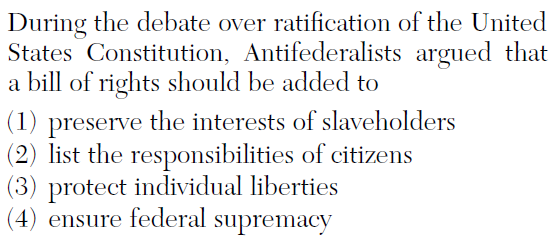 During the debate over ratification of the United
States Constitution, Antifederalists argued that
a bill of rights should be added to
(1) preserve the interests of slaveholders
(2) list the responsibilities of citizens
(3) protect individual liberties
(4) ensure federal supremacy